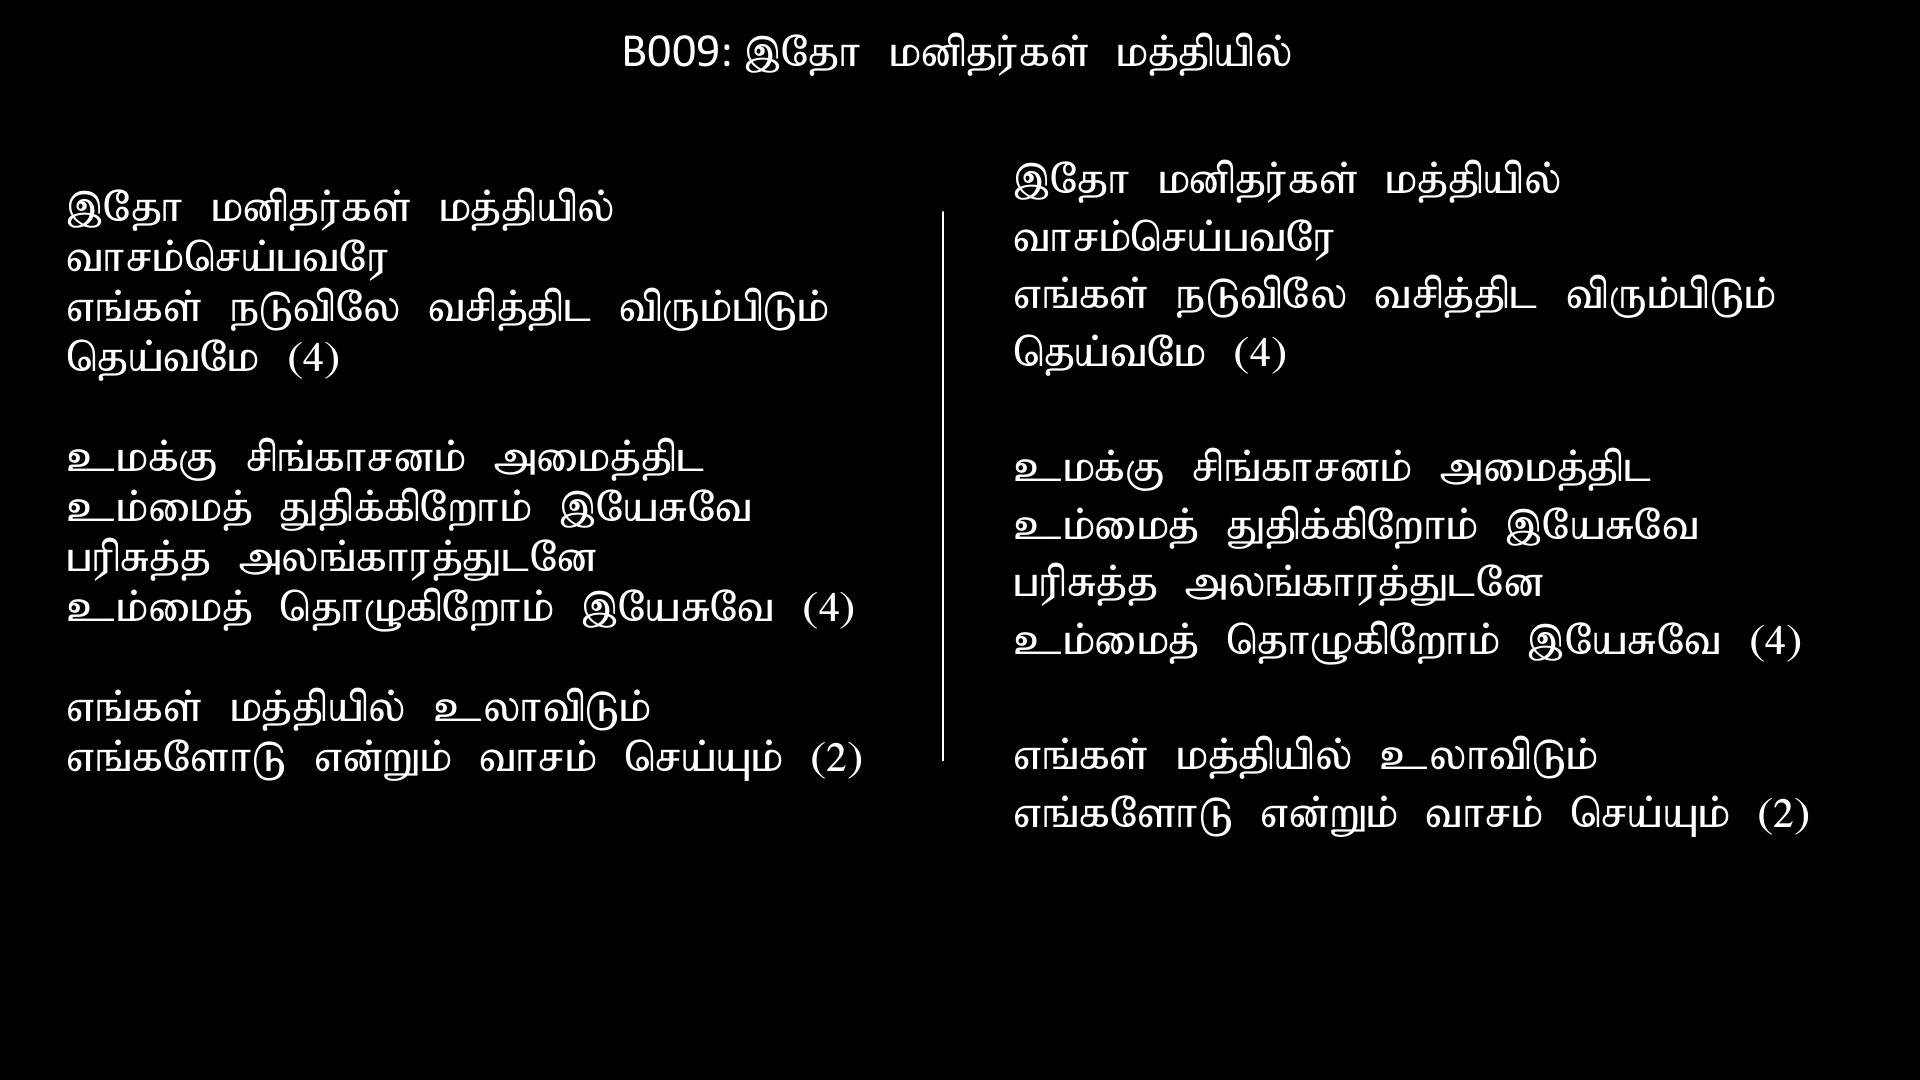 B009: இதோ மனிதர்கள் மத்தியில்
இதோ மனிதர்கள் மத்தியில்
வாசம்செய்பவரே
எங்கள் நடுவிலே வசித்திட விரும்பிடும்
தெய்வமே (4)
உமக்கு சிங்காசனம் அமைத்திட
உம்மைத் துதிக்கிறோம் இயேசுவே
பரிசுத்த அலங்காரத்துடனே
உம்மைத் தொழுகிறோம் இயேசுவே (4)
எங்கள் மத்தியில் உலாவிடும்
எங்களோடு என்றும் வாசம் செய்யும் (2)
இதோ மனிதர்கள் மத்தியில்
வாசம்செய்பவரே
எங்கள் நடுவிலே வசித்திட விரும்பிடும்
தெய்வமே (4)
உமக்கு சிங்காசனம் அமைத்திட
உம்மைத் துதிக்கிறோம் இயேசுவே
பரிசுத்த அலங்காரத்துடனே
உம்மைத் தொழுகிறோம் இயேசுவே (4)
எங்கள் மத்தியில் உலாவிடும்
எங்களோடு என்றும் வாசம் செய்யும் (2)